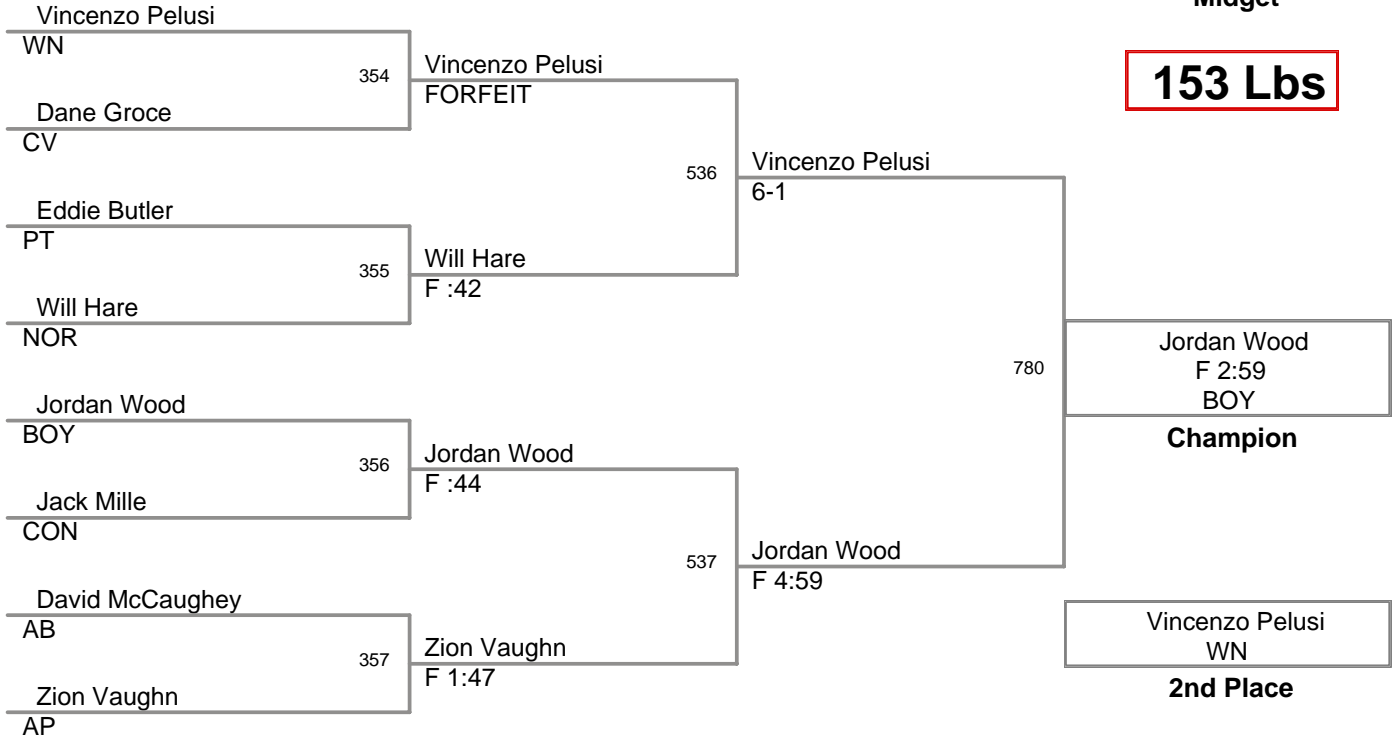 Midget
153 Lbs
Vincenzo Pelusi
WN
354
Dane Groce
CV
Eddie Butler
PT
355
Will Hare
NOR
Jordan Wood
BOY
356
Jack Mille
CON
David McCaughey
AB
357
Zion Vaughn
AP
Vincenzo Pelusi
FORFEIT
536
Will Hare
F :42
Jordan Wood
F :44
537
Zion Vaughn
F 1:47
Vincenzo Pelusi
6-1
780
Jordan Wood
F 4:59
Jordan Wood
F 2:59
BOY
Champion
Vincenzo Pelusi
WN
2nd Place